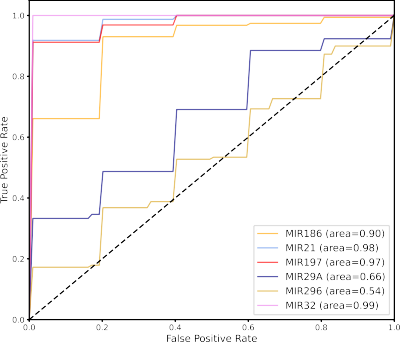 True Positive Rate
1.0
0.8
0.6
0.4
0.2
0.0
0.0 0.2 0.4 0.6 0.8 1.0
False Positive Rate
MIR186 (area=0.90)
MIR21 (area=0.98)
MIR197 (area=0.97)
MIR29A (area=0.66)
MIR296 (area=0.54)
MIR32 (area=0.99)